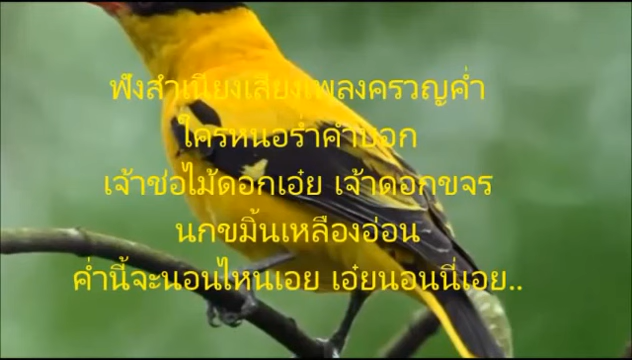 ฟังสำเนียงเสียงเพลงครวญค่ำ
ใครหนอร่ำคำบอก
เจ้าช่อไม้ดอกเอ๋ย เจ้าดอกขจร
นกขมิ้นเหลืองอ่อน
ค่ำนี้จะนอนไหนเอย เอ๋ยนอนนี่เอย..